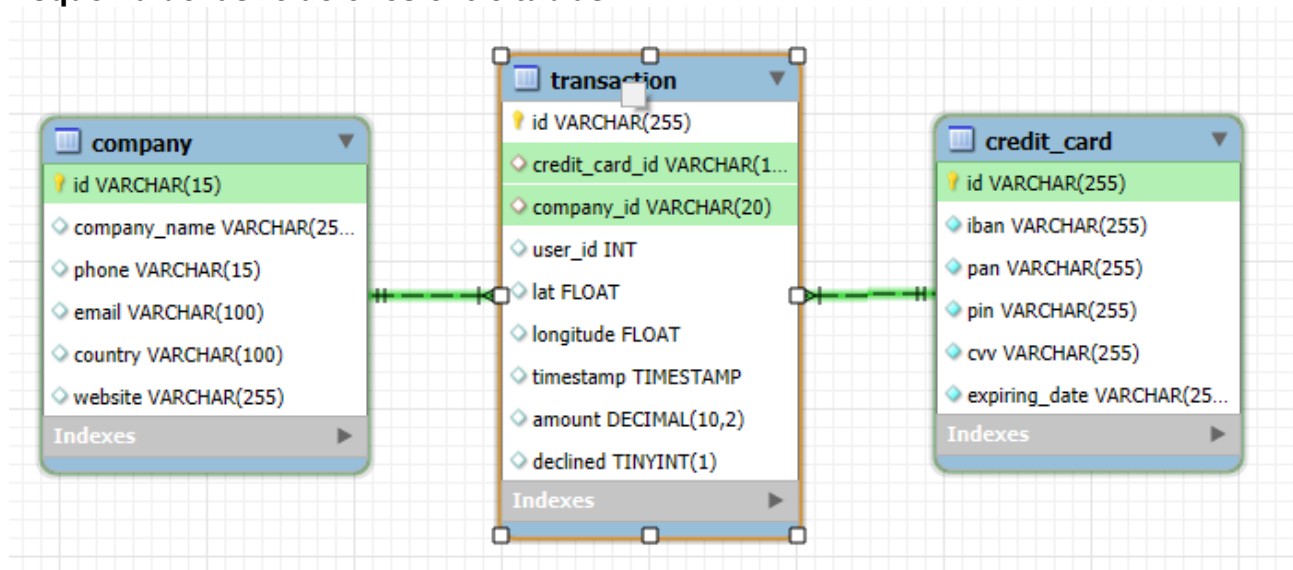 company
id VARCHAR(15)
company_name VARCHAR(25...
phone VARCHAR(15)
email VARCHAR(100)
country VARCHAR(100)
website VARCHAR(255)
Indexes
transaction
id VARCHAR(255)
credit_card_id VARCHAR(1...
company_id VARCHAR(20)
user_id INT
lat FLOAT
longitude FLOAT
timestamp TIMESTAMP
amount DECIMAL(10,2)
declined TINYINT(1)
Indexes
credit_card
id VARCHAR(255)
iban VARCHAR(255)
pan VARCHAR(255)
pin VARCHAR(255)
cvv VARCHAR(255)
expiring_date VARCHAR(25...
Indexes